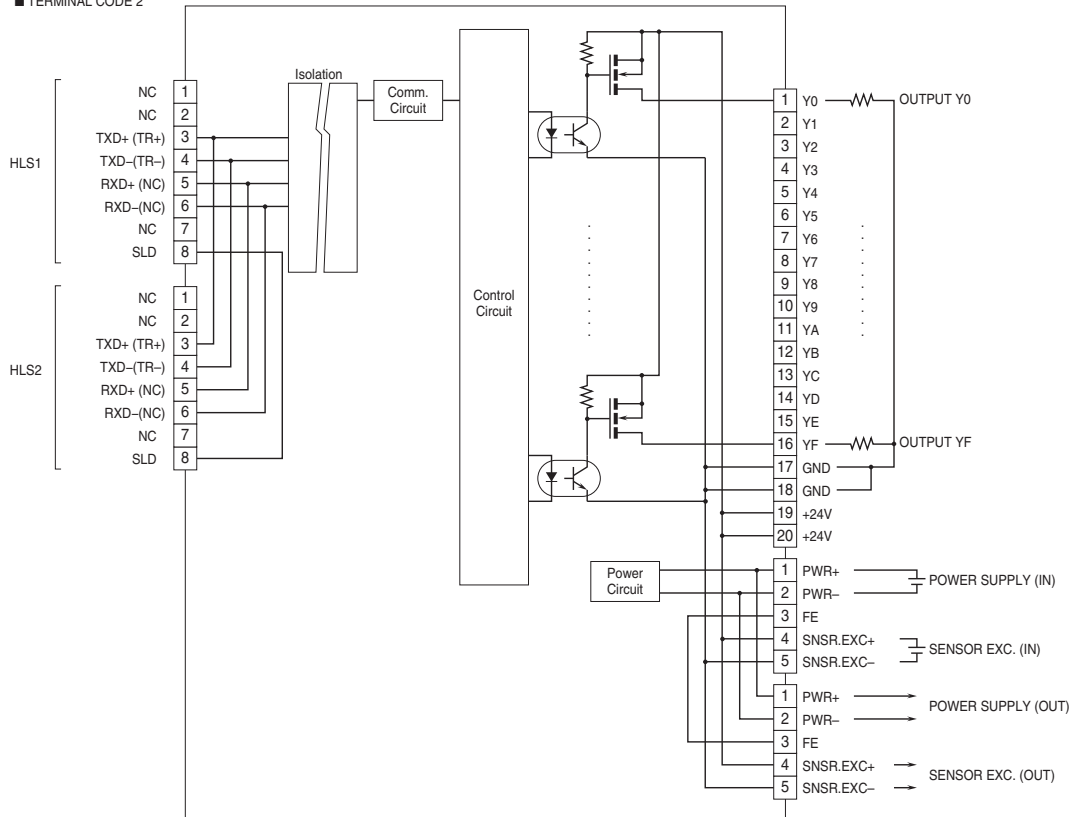 ■ TERMINAL CODE 2
HLS1
NC 1
NC 2
TXD+ (TR+) 3
TXD−(TR−) 4
RXD+ (NC) 5
RXD−(NC) 6
NC 7
SLD 8
HLS2
NC 1
NC 2
TXD+ (TR+) 3
TXD−(TR−) 4
RXD+ (NC) 5
RXD−(NC) 6
NC 7
SLD 8
Isolation
Comm.
Circuit
Control
Circuit
Power
Circuit
1 Y0 OUTPUT Y0
2 Y1
3 Y2
4 Y3
5 Y4
6 Y5
7 Y6
8 Y7
9 Y8
10 Y9
11 YA
12 YB
13 YC
14 YD
15 YE
16 YF OUTPUT YF
17 GND
18 GND
19 +24V
20 +24V
1 PWR+
2 PWR−
POWER SUPPLY (IN)
3 FE
4 SNSR.EXC+
5 SNSR.EXC−
SENSOR EXC. (IN)
1 PWR+
2 PWR−
POWER SUPPLY (OUT)
3 FE
4 SNSR.EXC+
5 SNSR.EXC−
SENSOR EXC. (OUT)